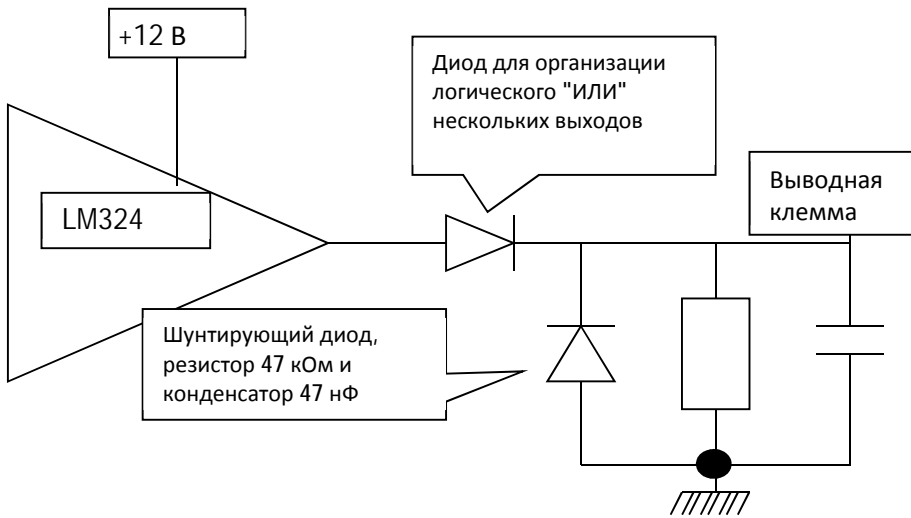 +12 В
Диод для организации
логического "ИЛИ"
нескольких выходов
Выводная
клемма
LM324
Шунтирующий диод,
резистор 47 кОм и
конденсатор 47 нФ